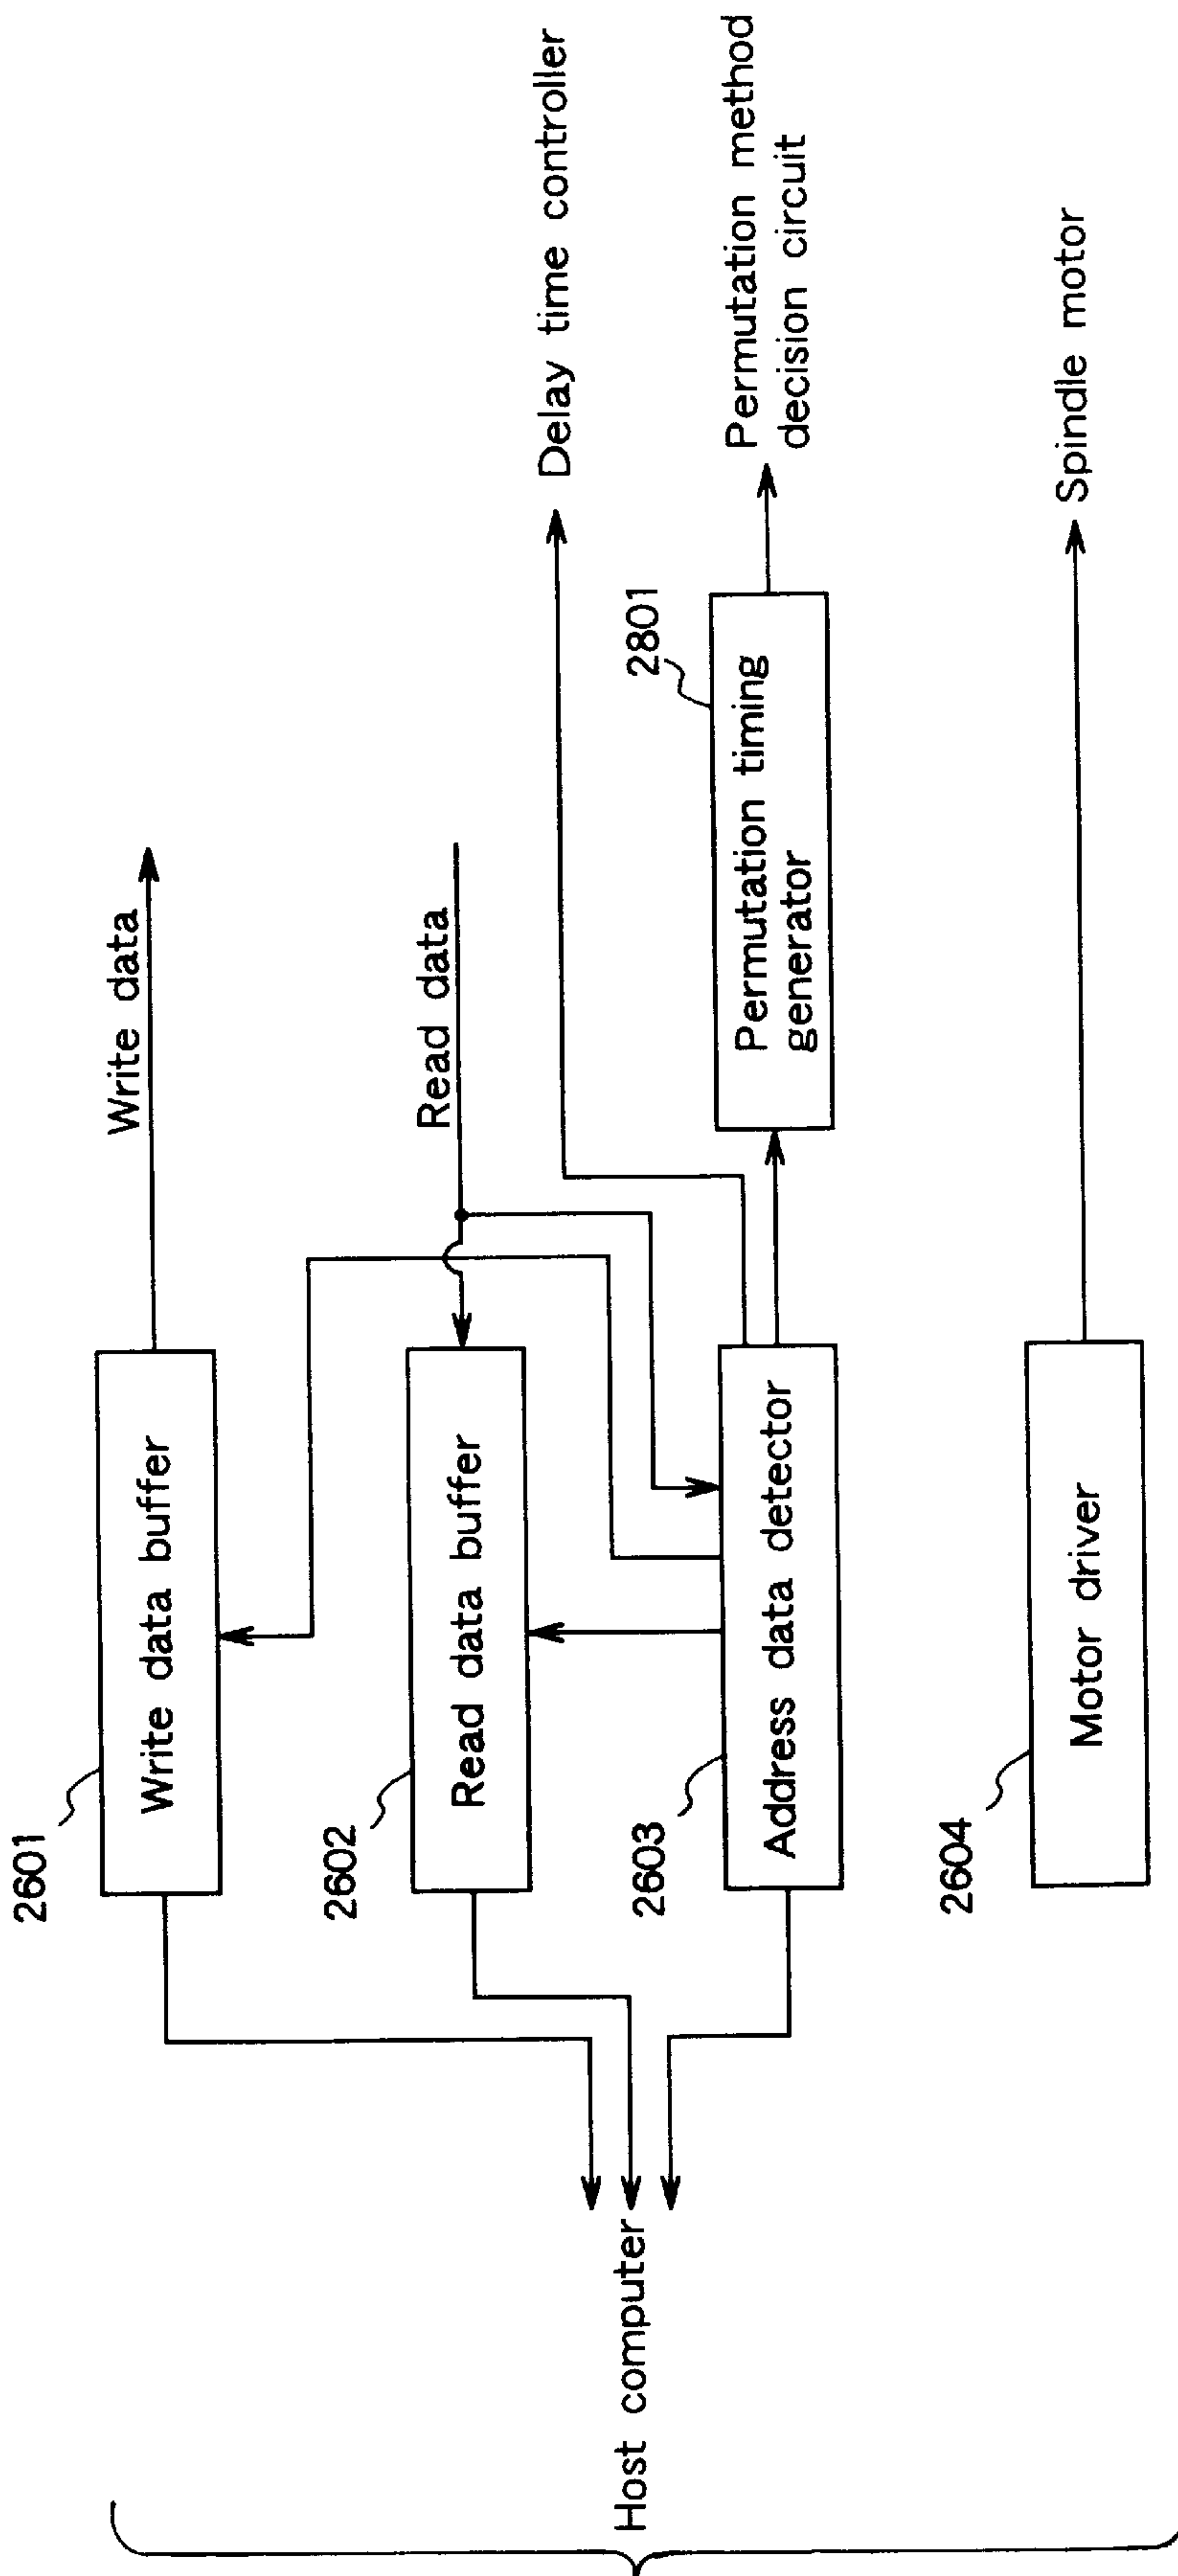 Write data
2601
Write data buffer
Read data
2602
Read data buffer
Delay time controller
Host computer
2603
Address data detector
2801
Permutation timing
generator
Permutation method
decision circuit
2604
Motor driver
Spindle motor